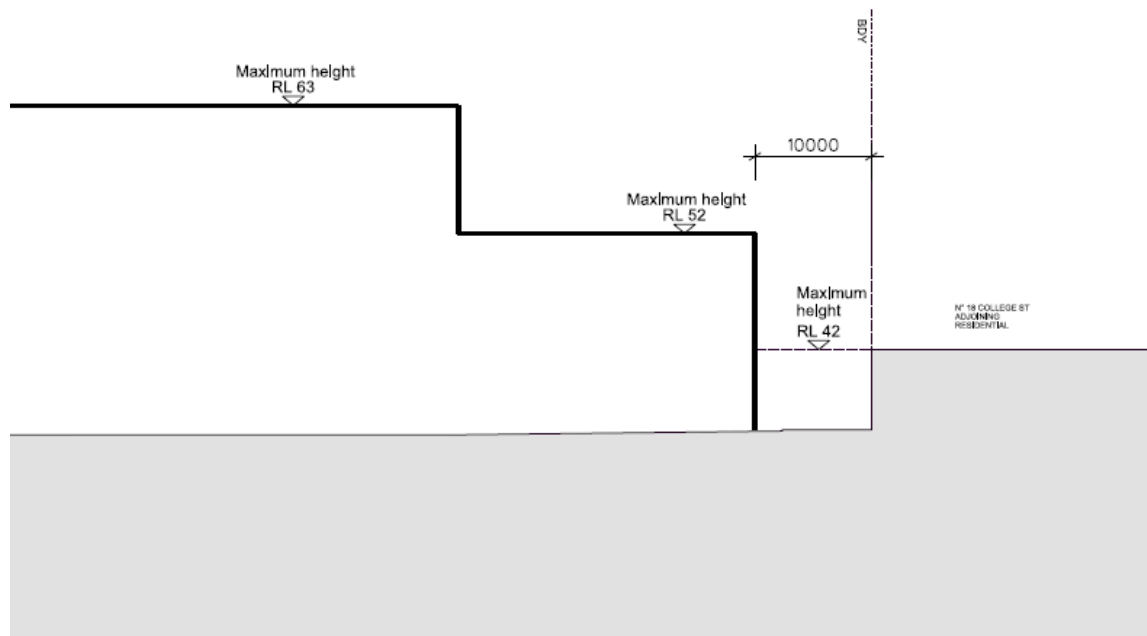 BDY
Maximum height
RL 63
10000
Maximum height
RL 52
Maximum
height
RL 42
N° 18 COLLEGE ST
ADJOINING
RESIDENTIAL